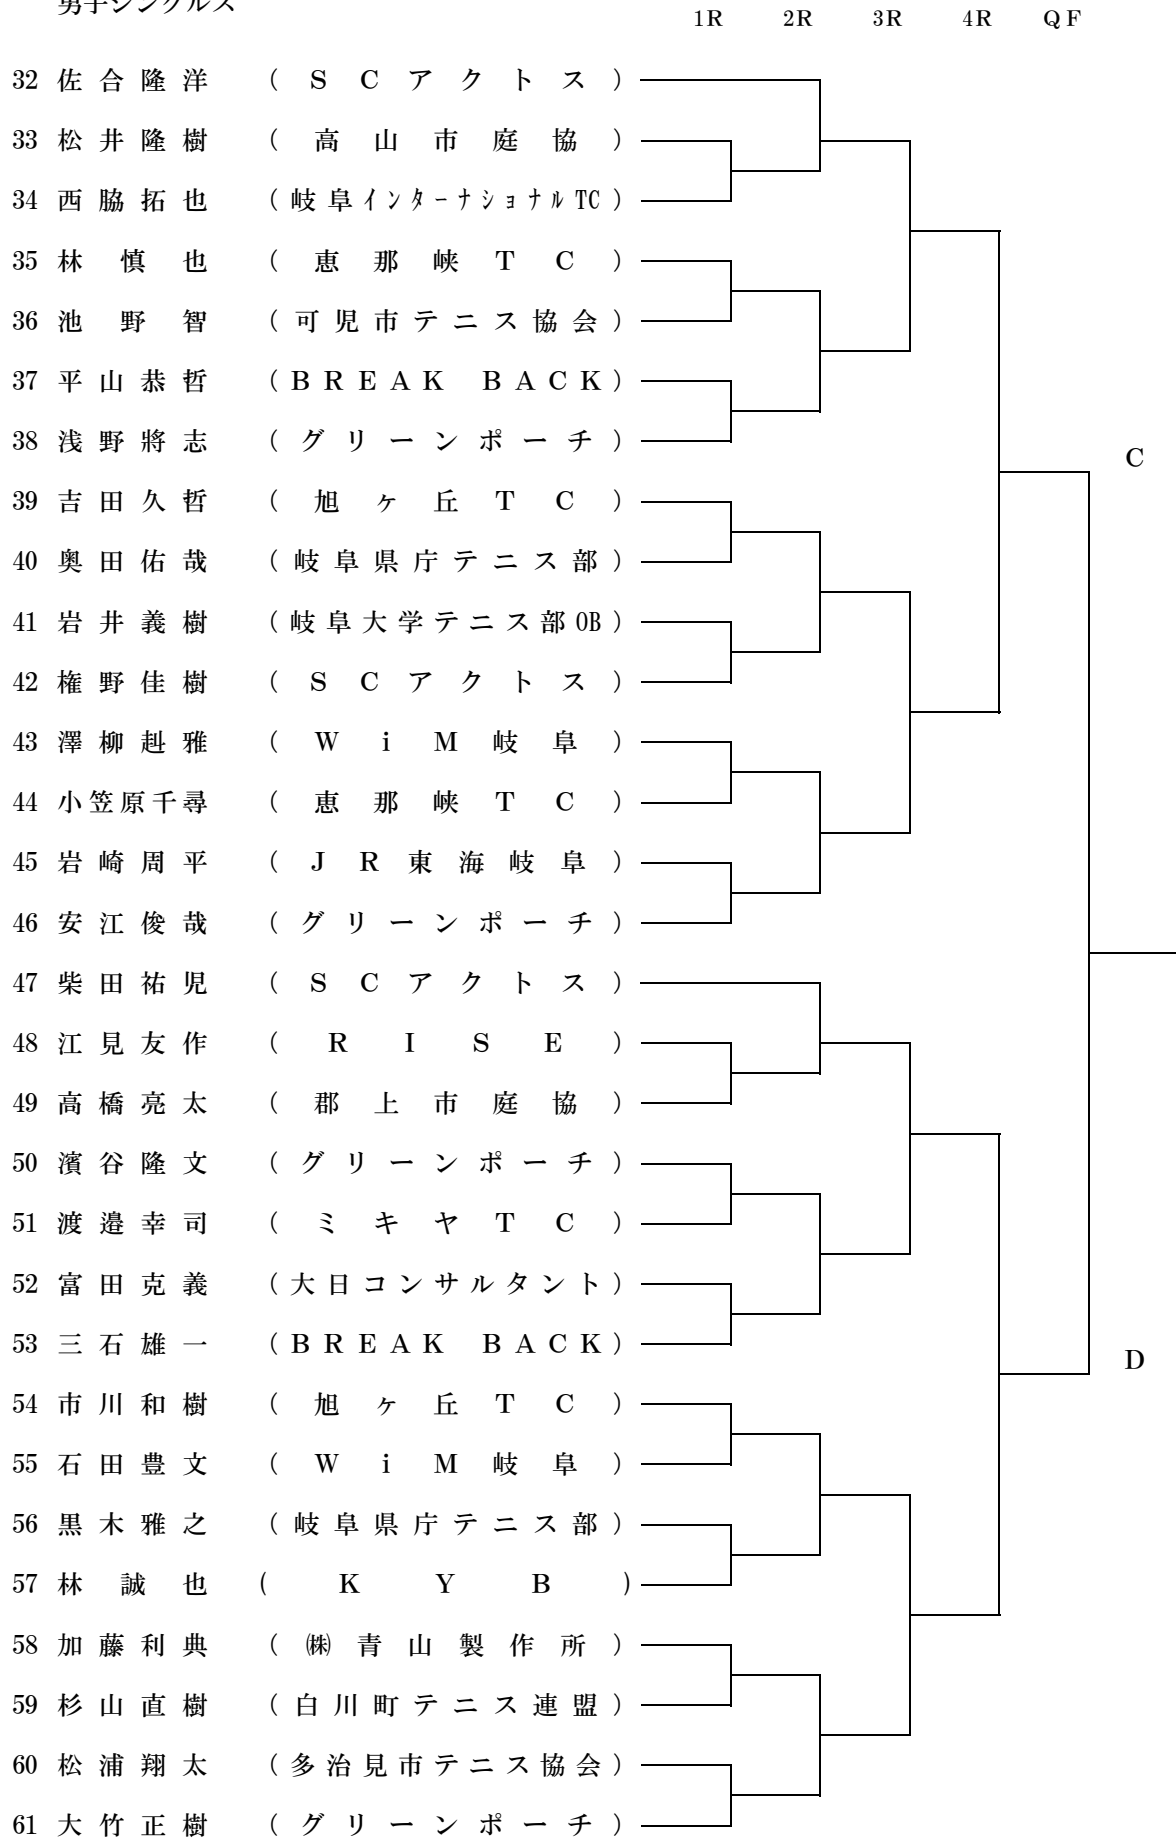 男子シングルス
1R 2R 3R 4R QF
32 佐合隆洋 (SCアクトス)
33 松井隆樹 (高山市庭協)
34 西脇拓也 (岐阜インターナショナルTC)
35 林慎也 (恵那峡TC)
36 池野智 (可児市テニス協会)
37 平山恭哲 (BREAK BACK)
38 浅野將志 (グリーンポーチ)
C
39 吉田久哲 (旭ヶ丘TC)
40 奥田佑哉 (岐阜県庁テニス部)
41 岩井義樹 (岐阜大学テニス部OB)
42 権野佳樹 (SCアクトス)
43 澤柳赳雅 (WiM岐阜)
44 小笠原千尋 (恵那峡TC)
45 岩崎周平 (JR東海岐阜)
46 安江俊哉 (グリーンポーチ)
47 柴田祐児 (SCアクトス)
48 江見友作 (RISE)
49 高橋亮太 (郡上市庭協)
50 濱谷隆文 (グリーンポーチ)
51 渡邉幸司 (ミキヤTC)
52 富田克義 (大日コンサルタント)
53 三石雄一 (BREAK BACK)
D
54 市川和樹 (旭ヶ丘TC)
55 石田豊文 (WiM岐阜)
56 黒木雅之 (岐阜県庁テニス部)
57 林誠也 (KYB)
58 加藤利典 (㈱青山製作所)
59 杉山直樹 (白川町テニス連盟)
60 松浦翔太 (多治見市テニス協会)
61 大竹正樹 (グリーンポーチ)